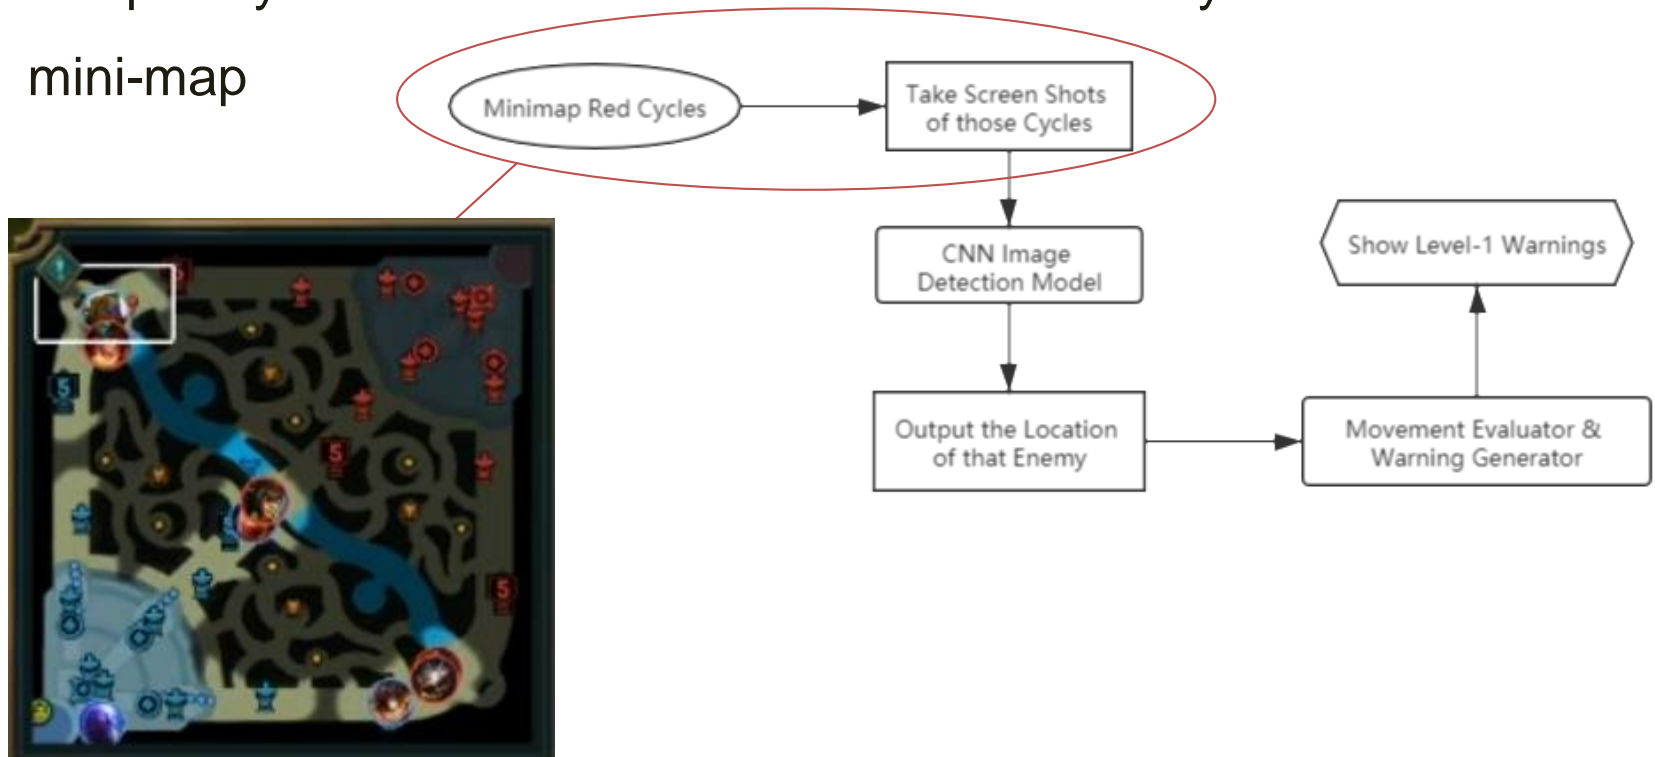 mini-map
Minimap Red Cycles
Take Screen Shots
of those Cycles
CNN Image
Detection Model
Show Level-1 Warnings
Output the Location
of that Enemy
Movement Evaluator &
Warning Generator
5
5
5